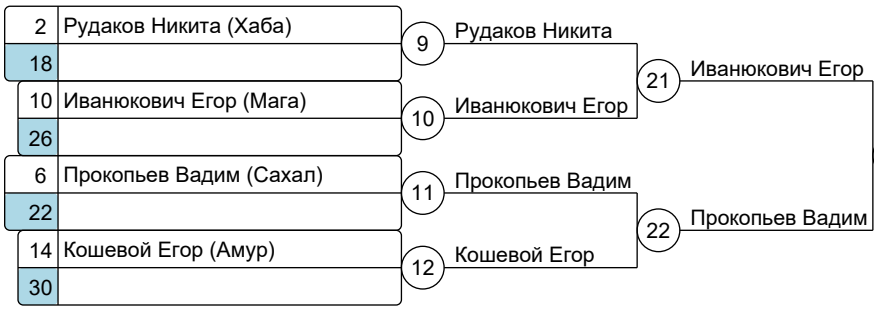 2 Рудаков Никита (Хаба)
18
9 Рудаков Никита
10 Иванюкович Егор (Мага)
26
10 Иванюкович Егор
21 Иванюкович Егор
6 Прокопьев Вадим (Сахал)
22
11 Прокопьев Вадим
14 Кошевой Егор (Амур)
30
12 Кошевой Егор
22 Прокопьев Вадим